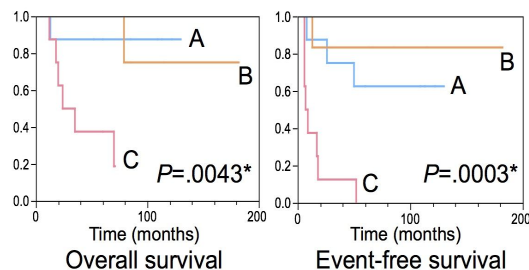 1.0
0.8
0.6
0.4
0.2
0.0
A
B
C
P=.0043*
0 100 200
Time (months)
Overall survival
1.0
0.8
0.6
0.4
0.2
0.0
B
A
C
P=.0003*
0 100 200
Time (months)
Event-free survival